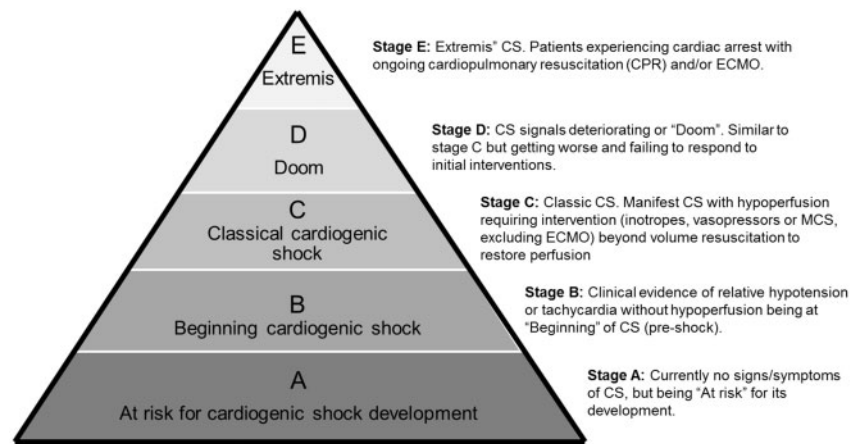 E
Extremis
Stage E: Extremis” CS. Patients experiencing cardiac arrest with
ongoing cardiopulmonary resuscitation (CPR) and/or ECMO.
D
Doom
Stage D: CS signals deteriorating or “Doom”. Similar to
stage C but getting worse and failing to respond to
initial interventions.
C
Classical cardiogenic
shock
Stage C: Classic CS. Manifest CS with hypoperfusion
requiring intervention (inotropes, vasopressors or MCS,
excluding ECMO) beyond volume resuscitation to
restore perfusion
B
Beginning cardiogenic shock
Stage B: Clinical evidence of relative hypotension
or tachycardia without hypoperfusion being at
“Beginning” of CS (pre-shock).
A
At risk for cardiogenic shock development
Stage A: Currently no signs/symptoms
of CS, but being “At risk” for its
development.